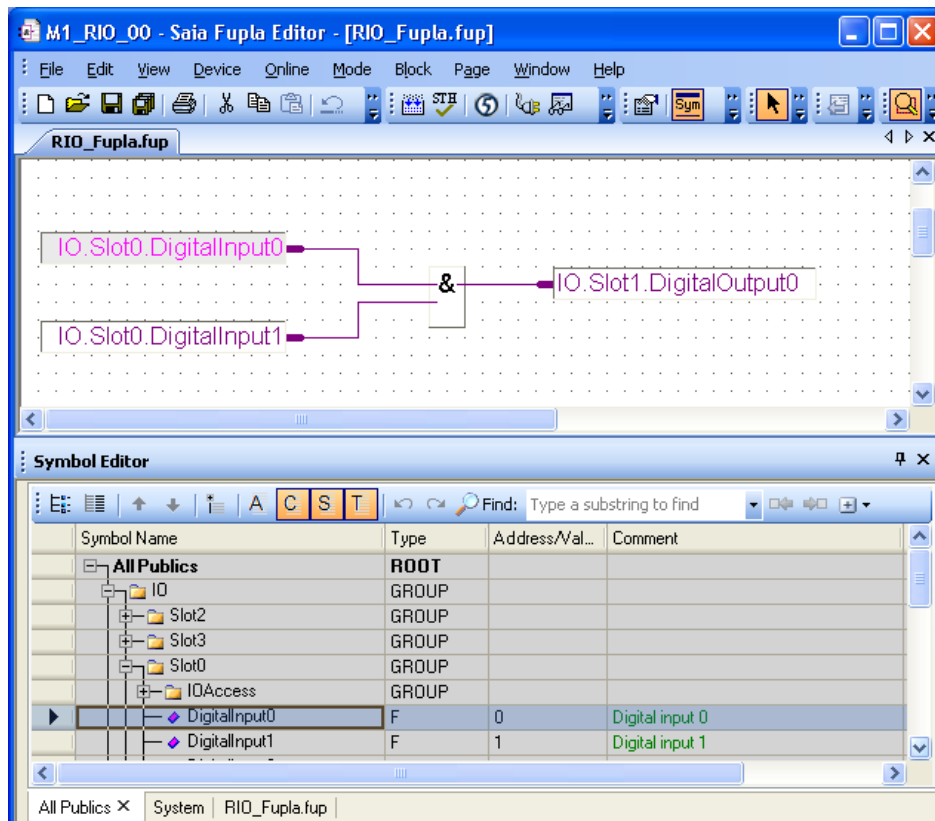 M1_RIO_00 - Saia Fupla Editor - [RIO_Fupla.fup]
File Edit View Device Online Mode Block Page Window Help
STH Sym
RIO_Fupla.fup
IO.Slot0.DigitalInput0
& IO.Slot1.DigitalOutput0
IO.Slot0.DigitalInput1
Symbol Editor
A C S T Find: Type a substring to find
Symbol Name Type Address/Val... Comment
All Publics ROOT
IO GROUP
Slot2 GROUP
Slot3 GROUP
Slot0 GROUP
IOAccess GROUP
DigitalInput0 F 0 Digital input 0
DigitalInput1 F 1 Digital input 1
All Publics System RIO_Fupla.fup